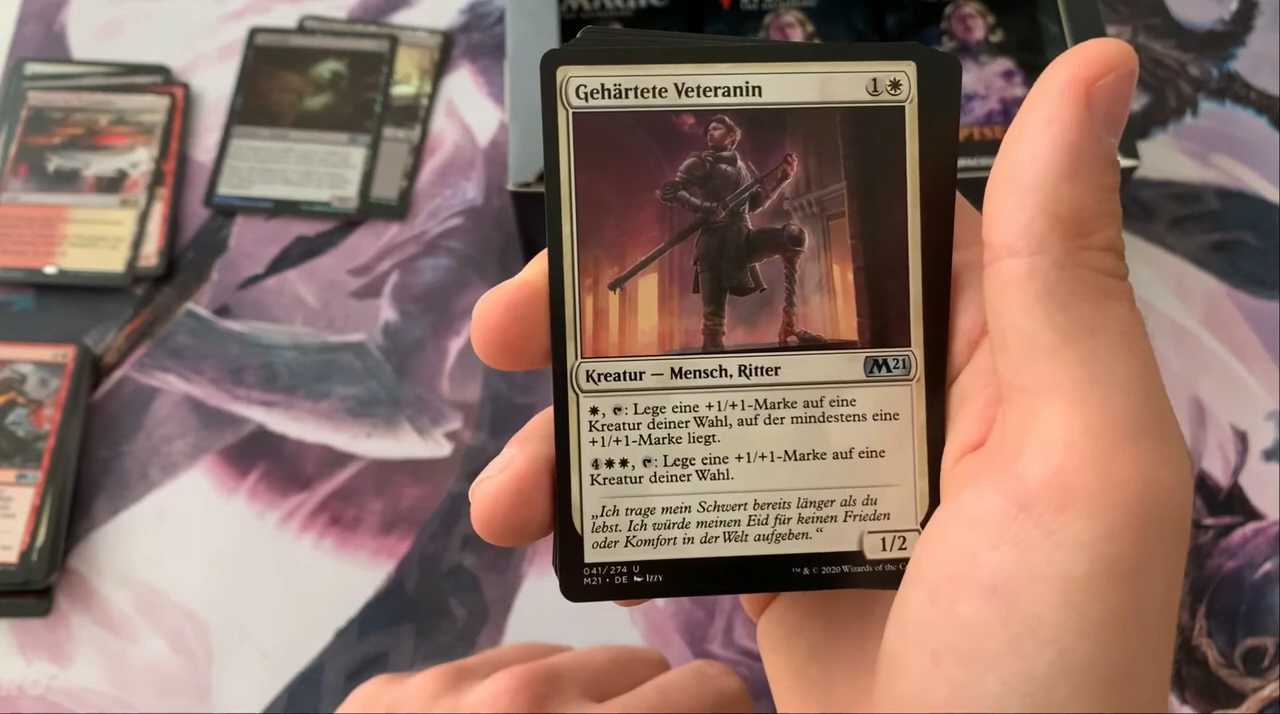 Gehärtete Veteranin 1
Kreatur — Mensch, Ritter M21
, : Lege eine +1/+1-Marke auf eine
Kreatur deiner Wahl, auf der mindestens eine
+1/+1-Marke liegt.
4, : Lege eine +1/+1-Marke auf eine
Kreatur deiner Wahl.
„Ich trage mein Schwert bereits länger als du
lebst. Ich würde meinen Eid für keinen Frieden
oder Komfort in der Welt aufgeben.“
1/2
041/274 U
M21 • DE Izzy
™ & © 2020 Wizards of the C